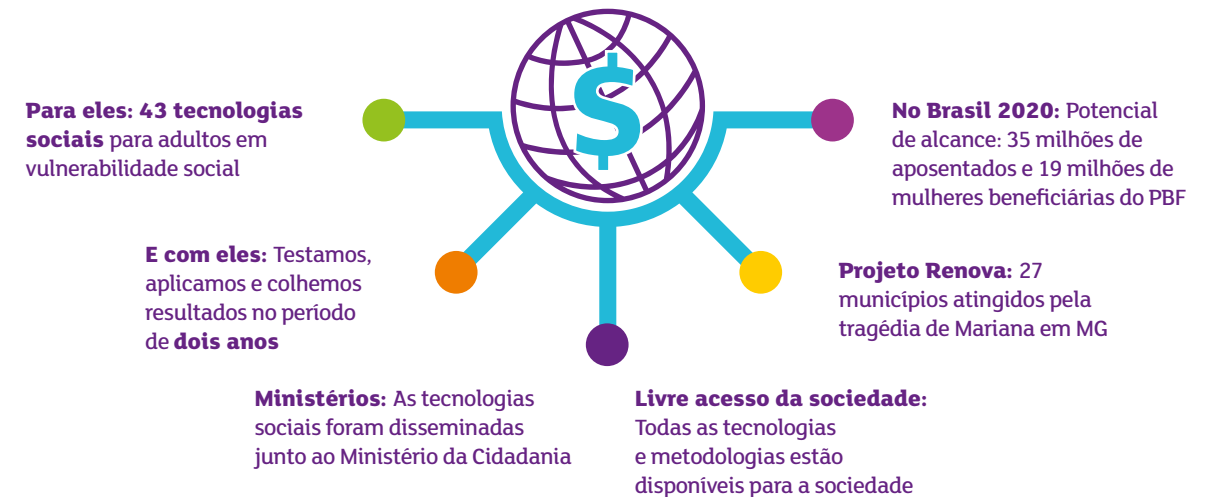 Para eles: 43 tecnologias
sociais para adultos em
vulnerabilidade social
E com eles: Testamos,
aplicamos e colhemos
resultados no período
de dois anos
Ministérios: As tecnologias
sociais foram disseminadas
junto ao Ministério da Cidadania
Livre acesso da sociedade:
Todas as tecnologias
e metodologias estão
disponíveis para a sociedade
Projeto Renova: 27
municípios atingidos pela
tragédia de Mariana em MG
No Brasil 2020: Potencial
de alcance: 35 milhões de
aposentados e 19 milhões de
mulheres beneficiárias do PBF
$